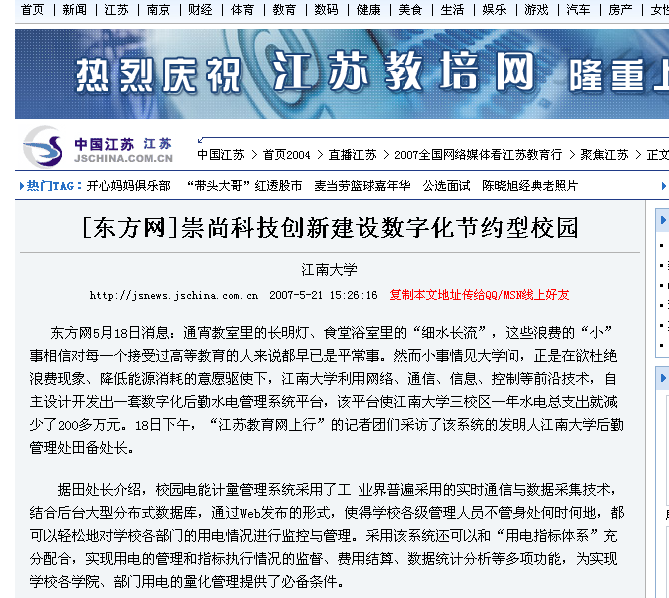 首页 | 新闻 | 江苏 | 南京 | 财经 | 体育 | 教育 | 数码 | 健康 | 美食 | 生活 | 娱乐 | 游戏 | 汽车 | 房产 |
热烈庆祝 江苏教培网 隆重
中国江苏 江苏
JSCHINA.COM.CN
中国江苏 > 首页2004 > 直播江苏 > 2007全国网络媒体看江苏教育行 > 聚焦江苏 > 正文
热门TAG：开心妈妈俱乐部 “带头大哥”红透股市 麦当劳篮球嘉年华 公选面试 陈晓旭经典老照片
[东方网]崇尚科技创新建设数字化节约型校园
江南大学
http://jsnews.jschina.com.cn 2007-5-21 15:26:16 复制本文地址传给QQ/MSN线上好友
东方网5月18日消息：通宵教室里的长明灯、食堂浴室里的“细水长流”，这些浪费的“小”
事相信对每一个接受过高等教育的人来说都早已是平常事。然而小事情见大学问，正是在欲杜绝
浪费现象、降低能源消耗的意愿驱使下，江南大学利用网络、通信、信息、控制等前沿技术，自
主设计开发出一套数字化后勤水电管理系统平台，该平台使江南大学三校区一年水电总支出就减
少了200多万元。18日下午，“江苏教育网上行”的记者团们采访了该系统的发明人江南大学后勤
管理处田备处长。
据田处长介绍，校园电能计量管理系统采用了工 业界普遍采用的实时通信与数据采集技术，
结合后台大型分布式数据库，通过Web发布的形式，使得学校各级管理人员不管身处何时何地，都
可以轻松地对学校各部门的用电情况进行监控与管理。采用该系统还可以和“用电指标体系”充
分配合，实现用电的管理和指标执行情况的监督、费用结算、数据统计分析等多项功能，为实现
学校各学院、部门用电的量化管理提供了必备条件。